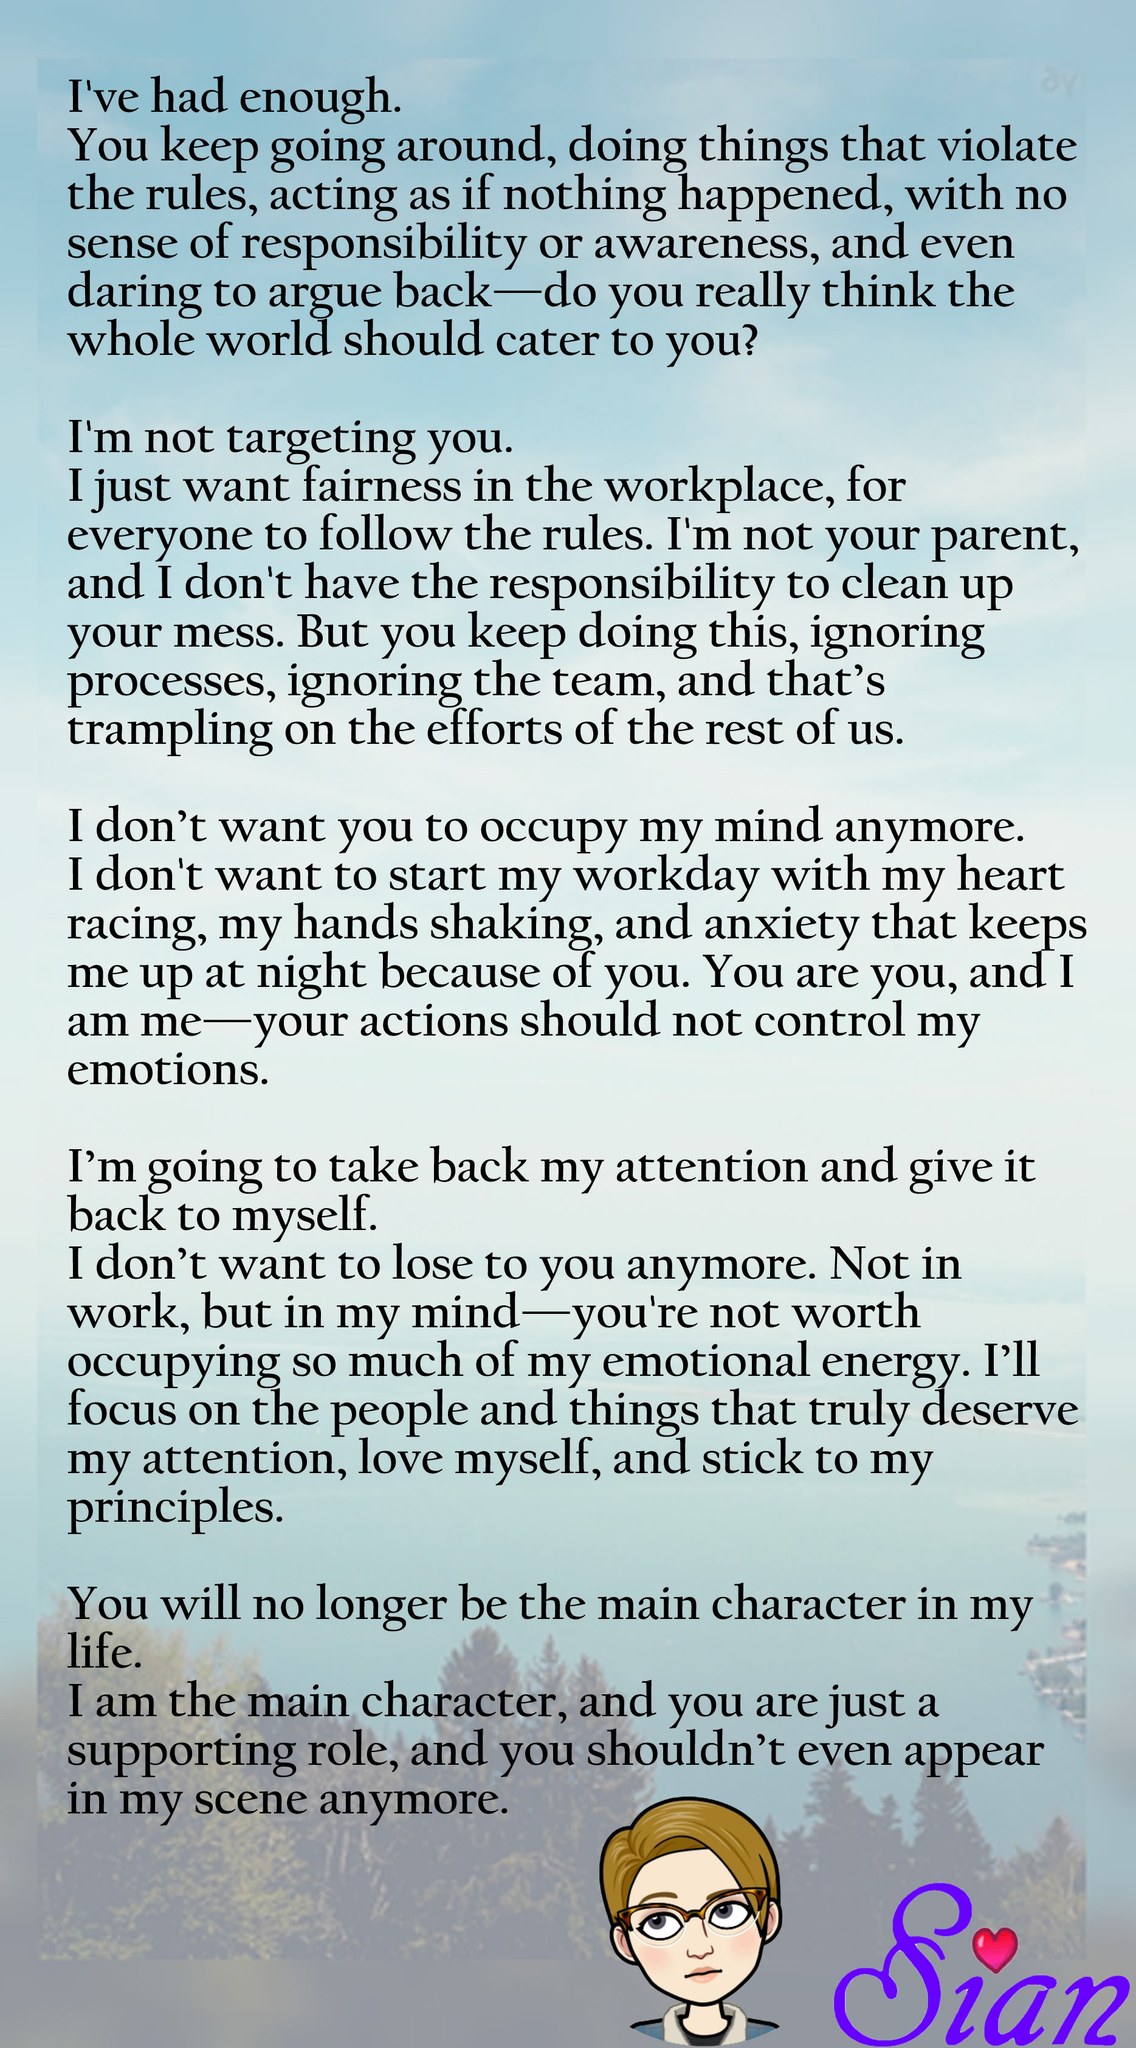 I've had enough.
You keep going around, doing things that violate
the rules, acting as if nothing happened, with no
sense of responsibility or awareness, and even
daring to argue back—do you really think the
whole world should cater to you?
I'm not targeting you.
I just want fairness in the workplace, for
everyone to follow the rules. I'm not your parent,
and I don't have the responsibility to clean up
your mess. But you keep doing this, ignoring
processes, ignoring the team, and that’s
trampling on the efforts of the rest of us.
I don’t want you to occupy my mind anymore.
I don't want to start my workday with my heart
racing, my hands shaking, and anxiety that keeps
me up at night because of you. You are you, and I
am me—your actions should not control my
emotions.
I’m going to take back my attention and give it
back to myself.
I don’t want to lose to you anymore. Not in
work, but in my mind—you're not worth
occupying so much of my emotional energy. I’ll
focus on the people and things that truly deserve
my attention, love myself, and stick to my
principles.
You will no longer be the main character in my
life.
I am the main character, and you are just a
supporting role, and you shouldn’t even appear
in my scene anymore.
Sian